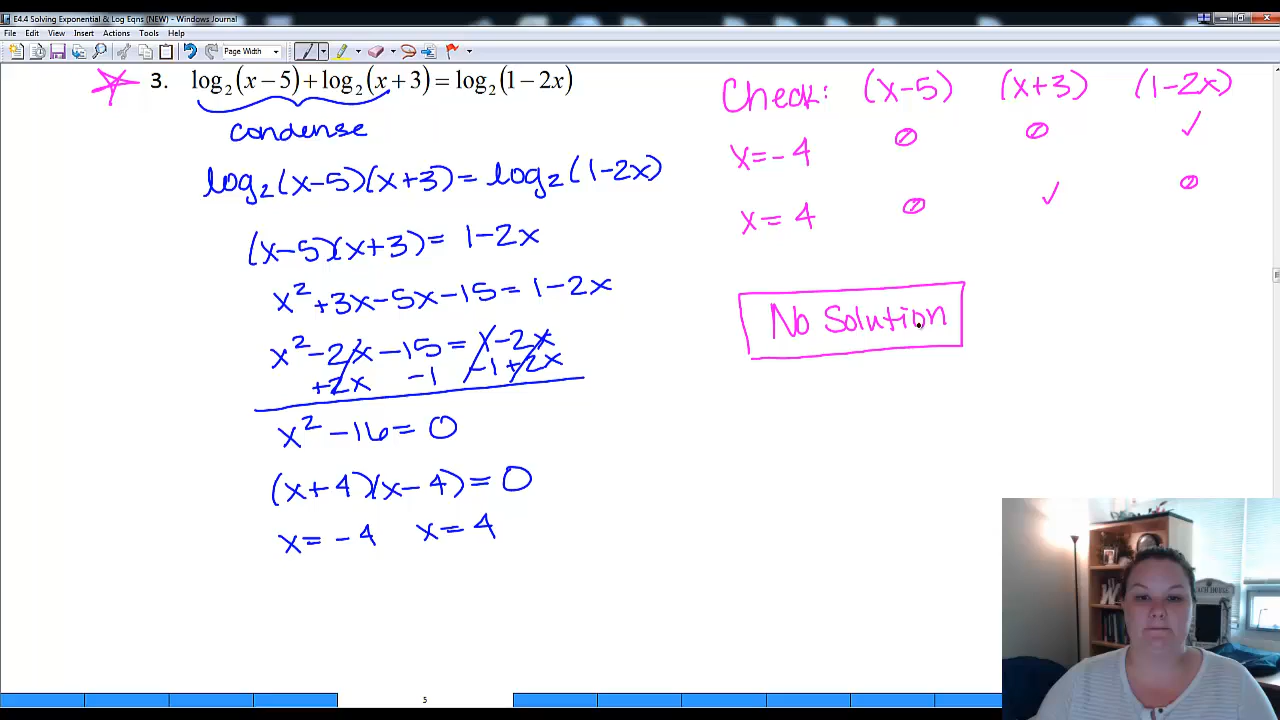 E4.4 Solving Exponential & Log Eqns (NEW) - Windows Journal
File Edit View Insert Actions Tools Help
Page Width
3. log₂(x−5)+log₂(x+3)=log₂(1−2x)
condense
log₂(x−5)(x+3)=log₂(1−2x)
(x−5)(x+3)=1−2x
x²+3x−5x−15=1−2x
x²−2x−15=1−2x
+2x −1 −1+2x
x²−16=0
(x+4)(x−4)=0
x=−4 x=4
Check: (x−5) (x+3) (1−2x)
x=−4 ✓
x=4 ✓
No Solution
5
W